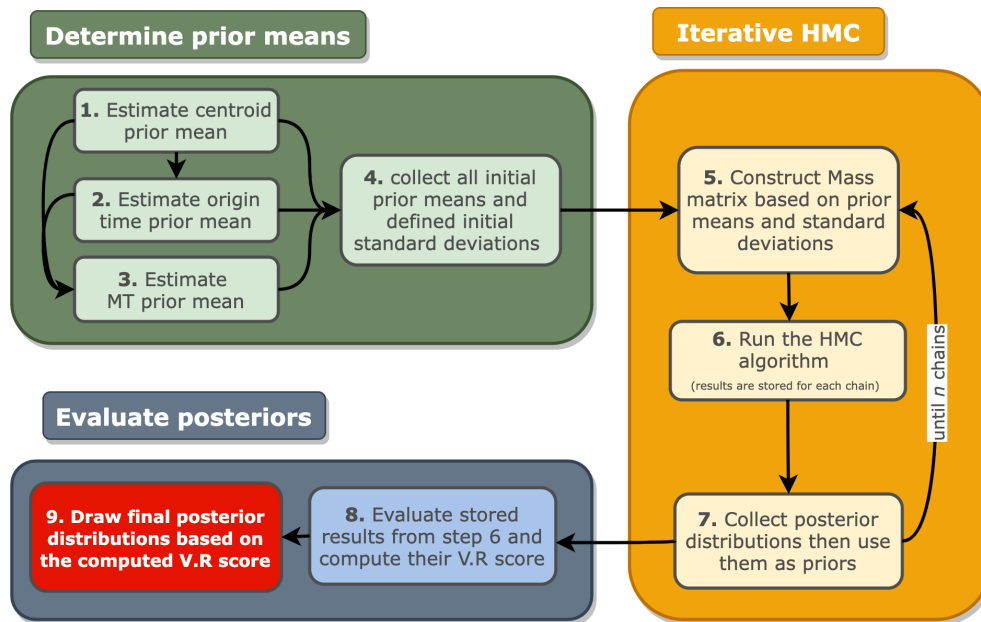 Determine prior means
1. Estimate centroid
prior mean
2. Estimate origin
time prior mean
3. Estimate
MT prior mean
4. collect all initial
prior means and
defined initial
standard deviations
Iterative HMC
5. Construct Mass
matrix based on prior
means and standard
deviations
6. Run the HMC
algorithm
(results are stored for each chain)
until n chains
7. Collect posterior
distributions then use
them as priors
Evaluate posteriors
8. Evaluate stored
results from step 6 and
compute their V.R score
9. Draw final posterior
distributions based on
the computed V.R score